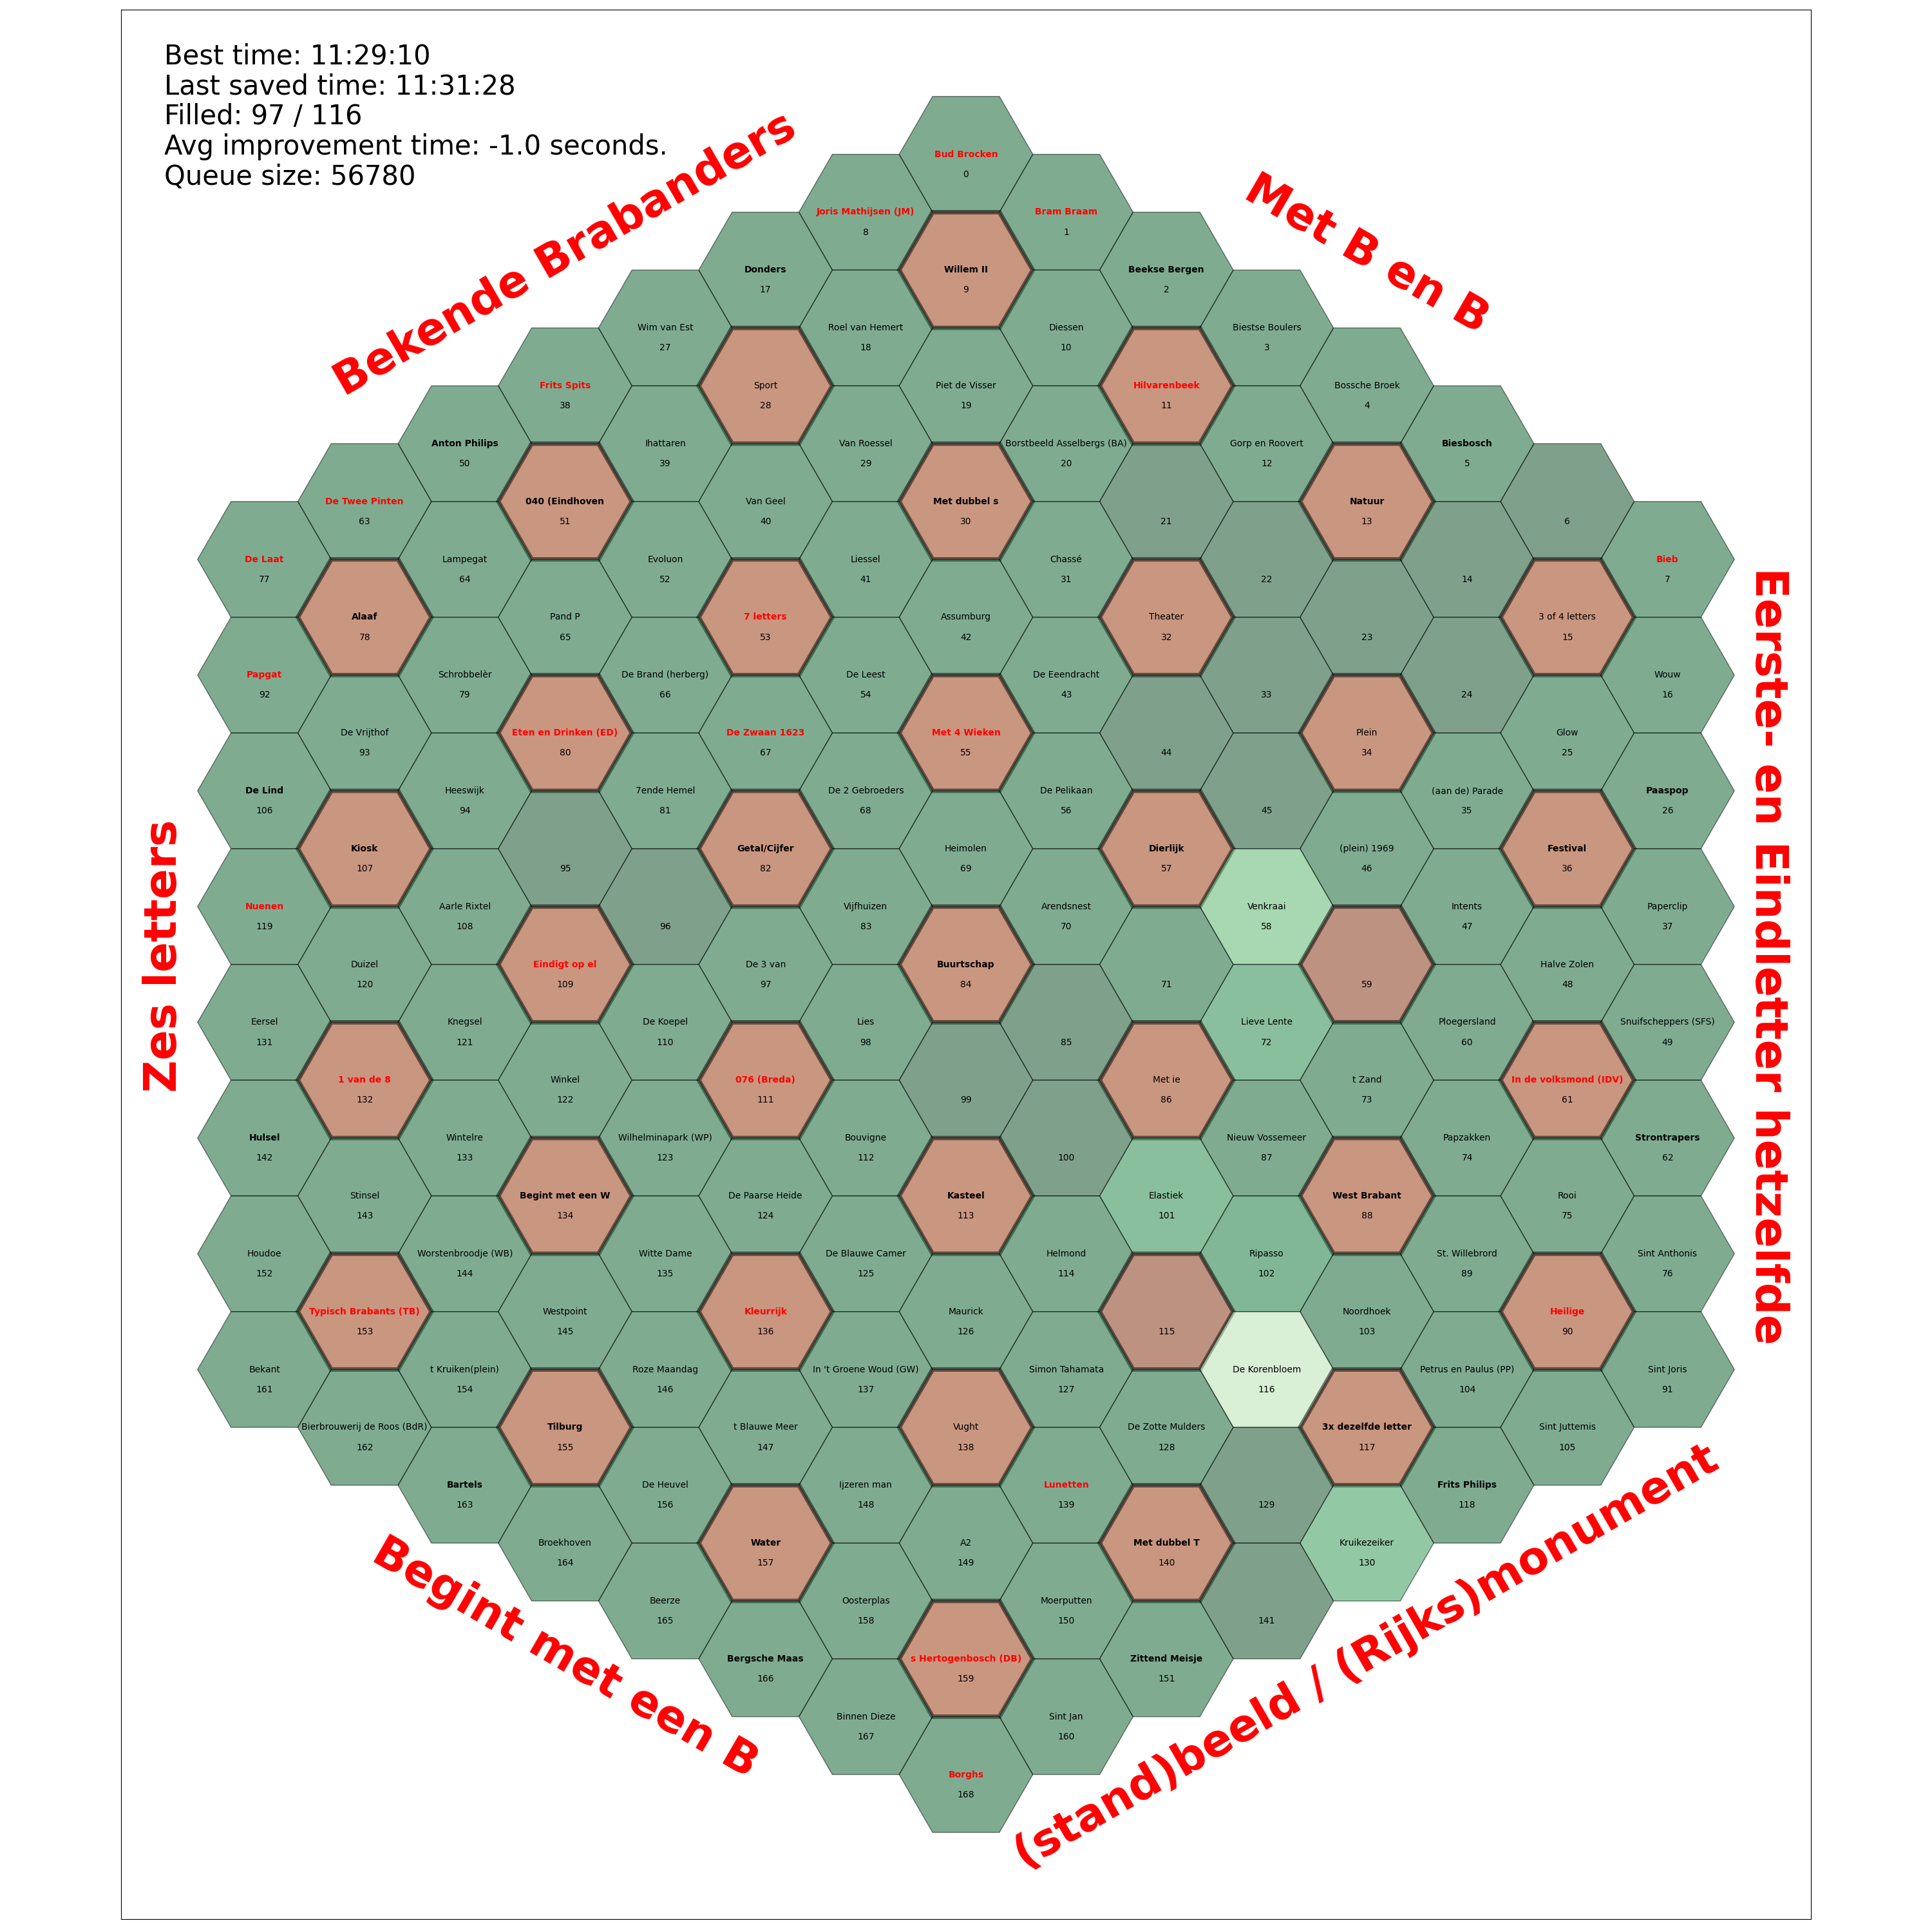 Best time: 11:29:10
Last saved time: 11:31:28
Filled: 97 / 116
Avg improvement time: -1.0 seconds.
Queue size: 56780
Bekende Brabanders
Met B en B
Eerste- en Eindletter hetzelfde
(stand)beeld / (Rijks)monument
Begint met een B
Zes letters
Bud Brocken
0
Bram Braam
1
Beekse Bergen
2
Biestse Boulers
3
Bossche Broek
4
Biesbosch
5
6
Bieb
7
Joris Mathijsen (JM)
8
Willem II
9
Diessen
10
Hilvarenbeek
11
Gorp en Roovert
12
Natuur
13
14
3 of 4 letters
15
Wouw
16
Donders
17
Roel van Hemert
18
Piet de Visser
19
Borstbeeld Asselbergs (BA)
20
21
22
23
24
Glow
25
Paaspop
26
Wim van Est
27
Sport
28
Van Roessel
29
Met dubbel s
30
Chassé
31
Theater
32
33
Plein
34
(aan de) Parade
35
Festival
36
Paperclip
37
Frits Spits
38
Ihattaren
39
Van Geel
40
Liessel
41
Assumburg
42
De Eeendracht
43
44
45
(plein) 1969
46
Intents
47
Halve Zolen
48
Snuifscheppers (SFS)
49
Anton Philips
50
040 (Eindhoven
51
Evoluon
52
7 letters
53
De Leest
54
Met 4 Wieken
55
De Pelikaan
56
Dierlijk
57
Venkraai
58
59
Ploegersland
60
In de volksmond (IDV)
61
Strontrapers
62
De Twee Pinten
63
Lampegat
64
Pand P
65
De Brand (herberg)
66
De Zwaan 1623
67
De 2 Gebroeders
68
Heimolen
69
Arendsnest
70
71
Lieve Lente
72
t Zand
73
Papzakken
74
Rooi
75
Sint Anthonis
76
De Laat
77
Alaaf
78
Schrobbelèr
79
Eten en Drinken (ED)
80
7ende Hemel
81
Getal/Cijfer
82
Vijfhuizen
83
Buurtschap
84
85
Met ie
86
Nieuw Vossemeer
87
West Brabant
88
St. Willebrord
89
Heilige
90
Sint Joris
91
Papgat
92
De Vrijthof
93
Heeswijk
94
95
96
De 3 van
97
Lies
98
99
100
Elastiek
101
Ripasso
102
Noordhoek
103
Petrus en Paulus (PP)
104
Sint Juttemis
105
De Lind
106
Kiosk
107
Aarle Rixtel
108
Eindigt op el
109
De Koepel
110
076 (Breda)
111
Bouvigne
112
Kasteel
113
Helmond
114
115
De Korenbloem
116
3x dezelfde letter
117
Frits Philips
118
Nuenen
119
Duizel
120
Knegsel
121
Winkel
122
Wilhelminapark (WP)
123
De Paarse Heide
124
De Blauwe Camer
125
Maurick
126
Simon Tahamata
127
De Zotte Mulders
128
129
Kruikezeiker
130
Eersel
131
1 van de 8
132
Wintelre
133
Begint met een W
134
Witte Dame
135
Kleurrijk
136
In 't Groene Woud (GW)
137
Vught
138
Lunetten
139
Met dubbel T
140
141
Hulsel
142
Stinsel
143
Worstenbroodje (WB)
144
Westpoint
145
Roze Maandag
146
t Blauwe Meer
147
Ijzeren man
148
A2
149
Moerputten
150
Zittend Meisje
151
Houdoe
152
Typisch Brabants (TB)
153
t Kruiken(plein)
154
Tilburg
155
De Heuvel
156
Water
157
Oosterplas
158
s Hertogenbosch (DB)
159
Sint Jan
160
Bekant
161
Bierbrouwerij de Roos (BdR)
162
Bartels
163
Broekhoven
164
Beerze
165
Bergsche Maas
166
Binnen Dieze
167
Borghs
168